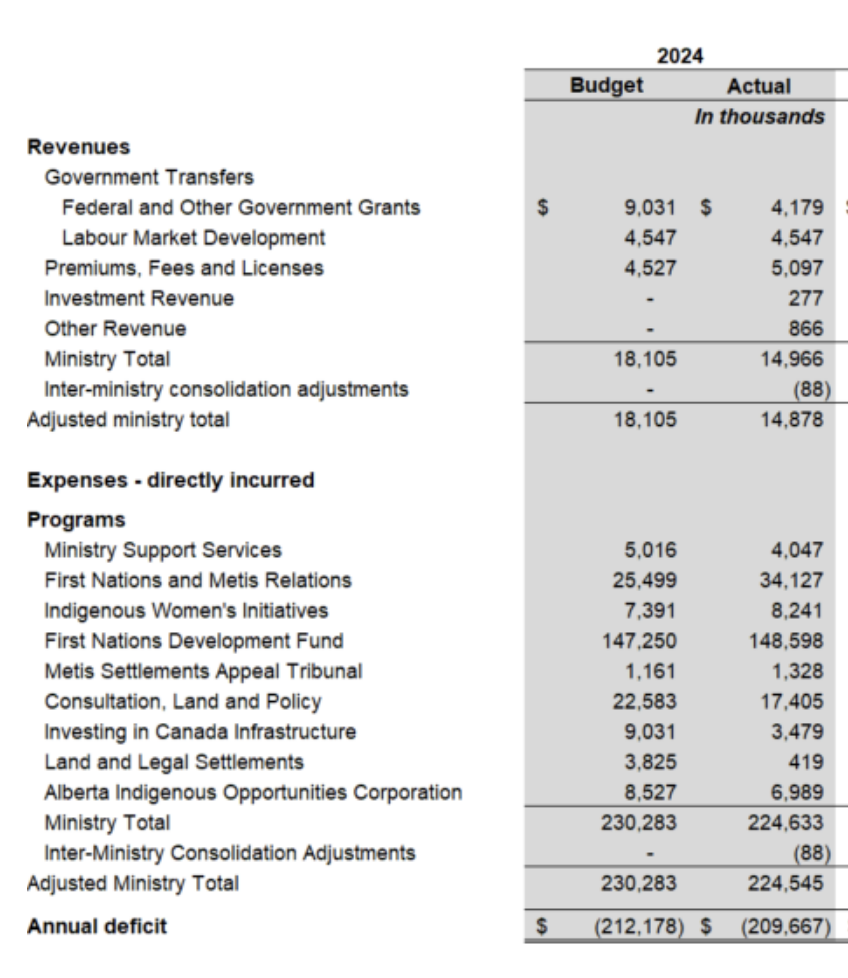 2024
Budget Actual
In thousands
Revenues
Government Transfers
Federal and Other Government Grants $ 9,031 $ 4,179
Labour Market Development 4,547 4,547
Premiums, Fees and Licenses 4,527 5,097
Investment Revenue - 277
Other Revenue - 866
Ministry Total 18,105 14,966
Inter-ministry consolidation adjustments - (88)
Adjusted ministry total 18,105 14,878
Expenses - directly incurred
Programs
Ministry Support Services 5,016 4,047
First Nations and Metis Relations 25,499 34,127
Indigenous Women's Initiatives 7,391 8,241
First Nations Development Fund 147,250 148,598
Metis Settlements Appeal Tribunal 1,161 1,328
Consultation, Land and Policy 22,583 17,405
Investing in Canada Infrastructure 9,031 3,479
Land and Legal Settlements 3,825 419
Alberta Indigenous Opportunities Corporation 8,527 6,989
Ministry Total 230,283 224,633
Inter-Ministry Consolidation Adjustments - (88)
Adjusted Ministry Total 230,283 224,545
Annual deficit $ (212,178) $ (209,667)